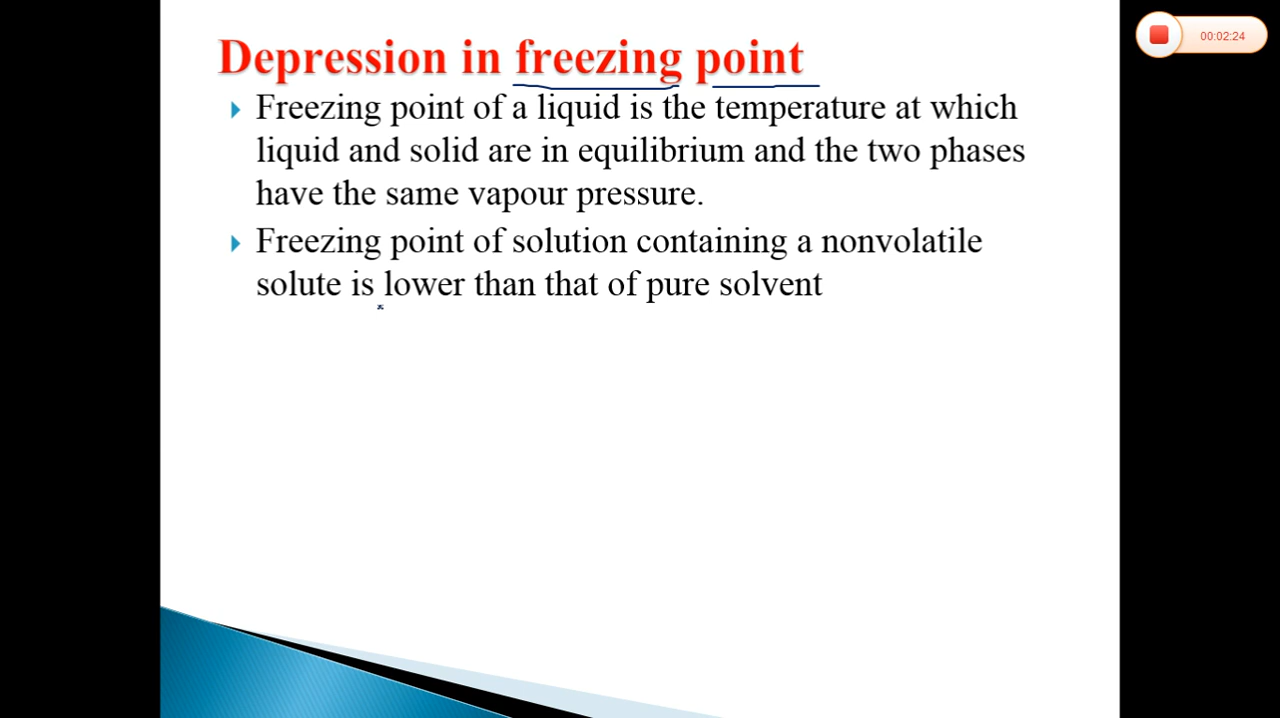 Depression in freezing point
Freezing point of a liquid is the temperature at which
liquid and solid are in equilibrium and the two phases
have the same vapour pressure.
Freezing point of solution containing a nonvolatile
solute is lower than that of pure solvent
00:02:24